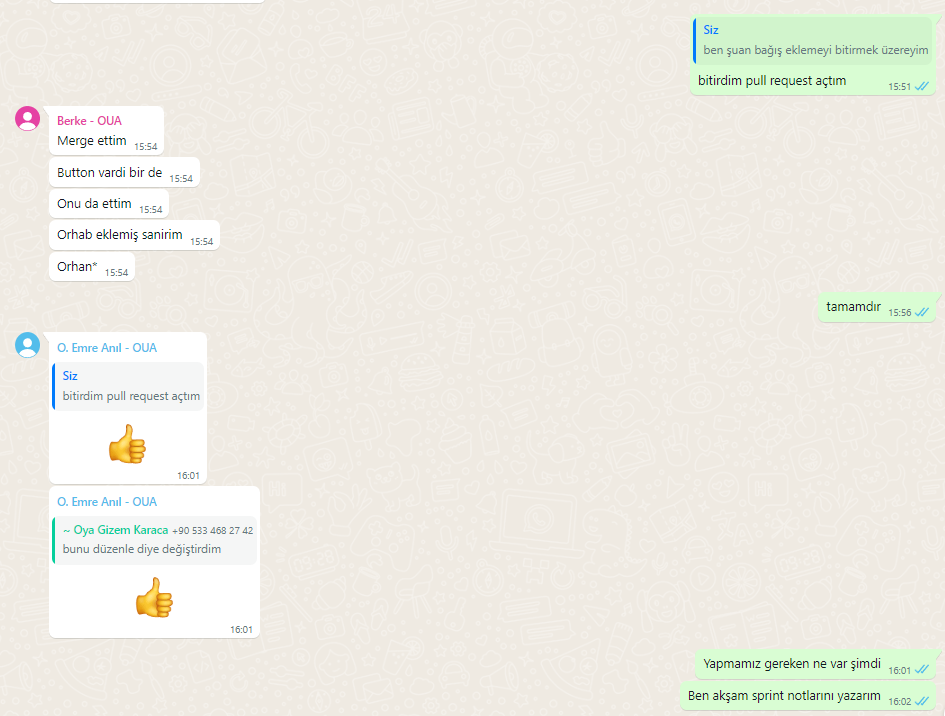 Siz
ben şuan bağış eklemeyi bitirmek üzereyim
bitirdim pull request açtım
15:51
Berke - OUA
Merge ettim 15:54
Button vardi bir de 15:54
Onu da ettim 15:54
Orhab eklemiş sanirim 15:54
Orhan* 15:54
tamamdır 15:56
O. Emre Anıl - OUA
Siz
bitirdim pull request açtım
👍
16:01
O. Emre Anıl - OUA
~ Oya Gizem Karaca +90 533 468 27 42
bunu düzenle diye değiştirdim
👍
16:01
Yapmamız gereken ne var şimdi 16:01
Ben akşam sprint notlarını yazarım 16:02